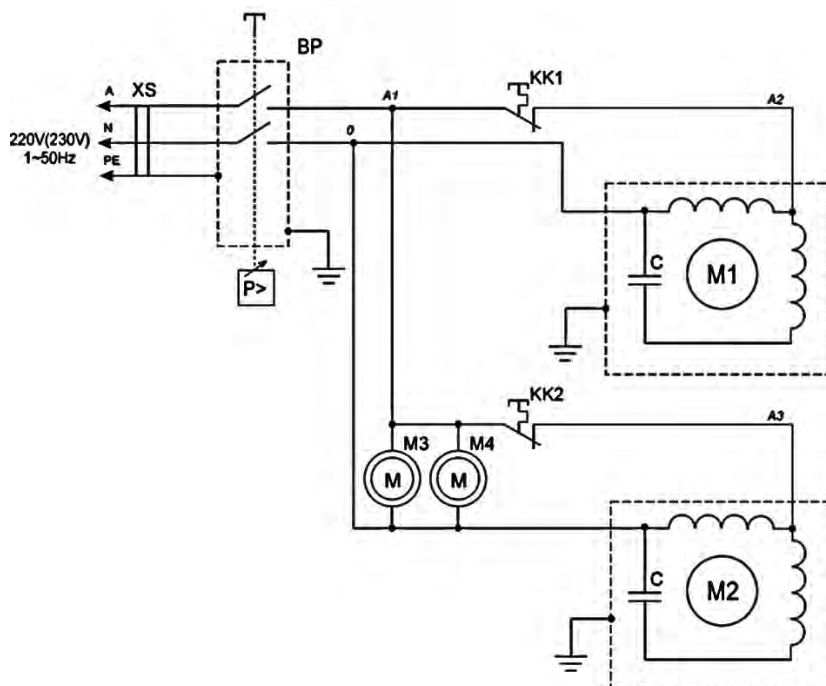 BP
KK1
A XS
A1
A2
N
0
220V(230V)
1~50Hz
PE
C
M1
P>
KK2
A3
M3 M4
M M
C
M2